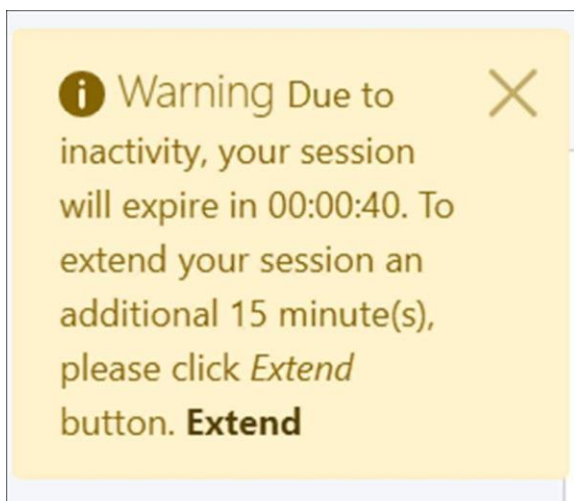 Warning Due to
inactivity, your session
will expire in 00:00:40. To
extend your session an
additional 15 minute(s),
please click Extend
button. Extend